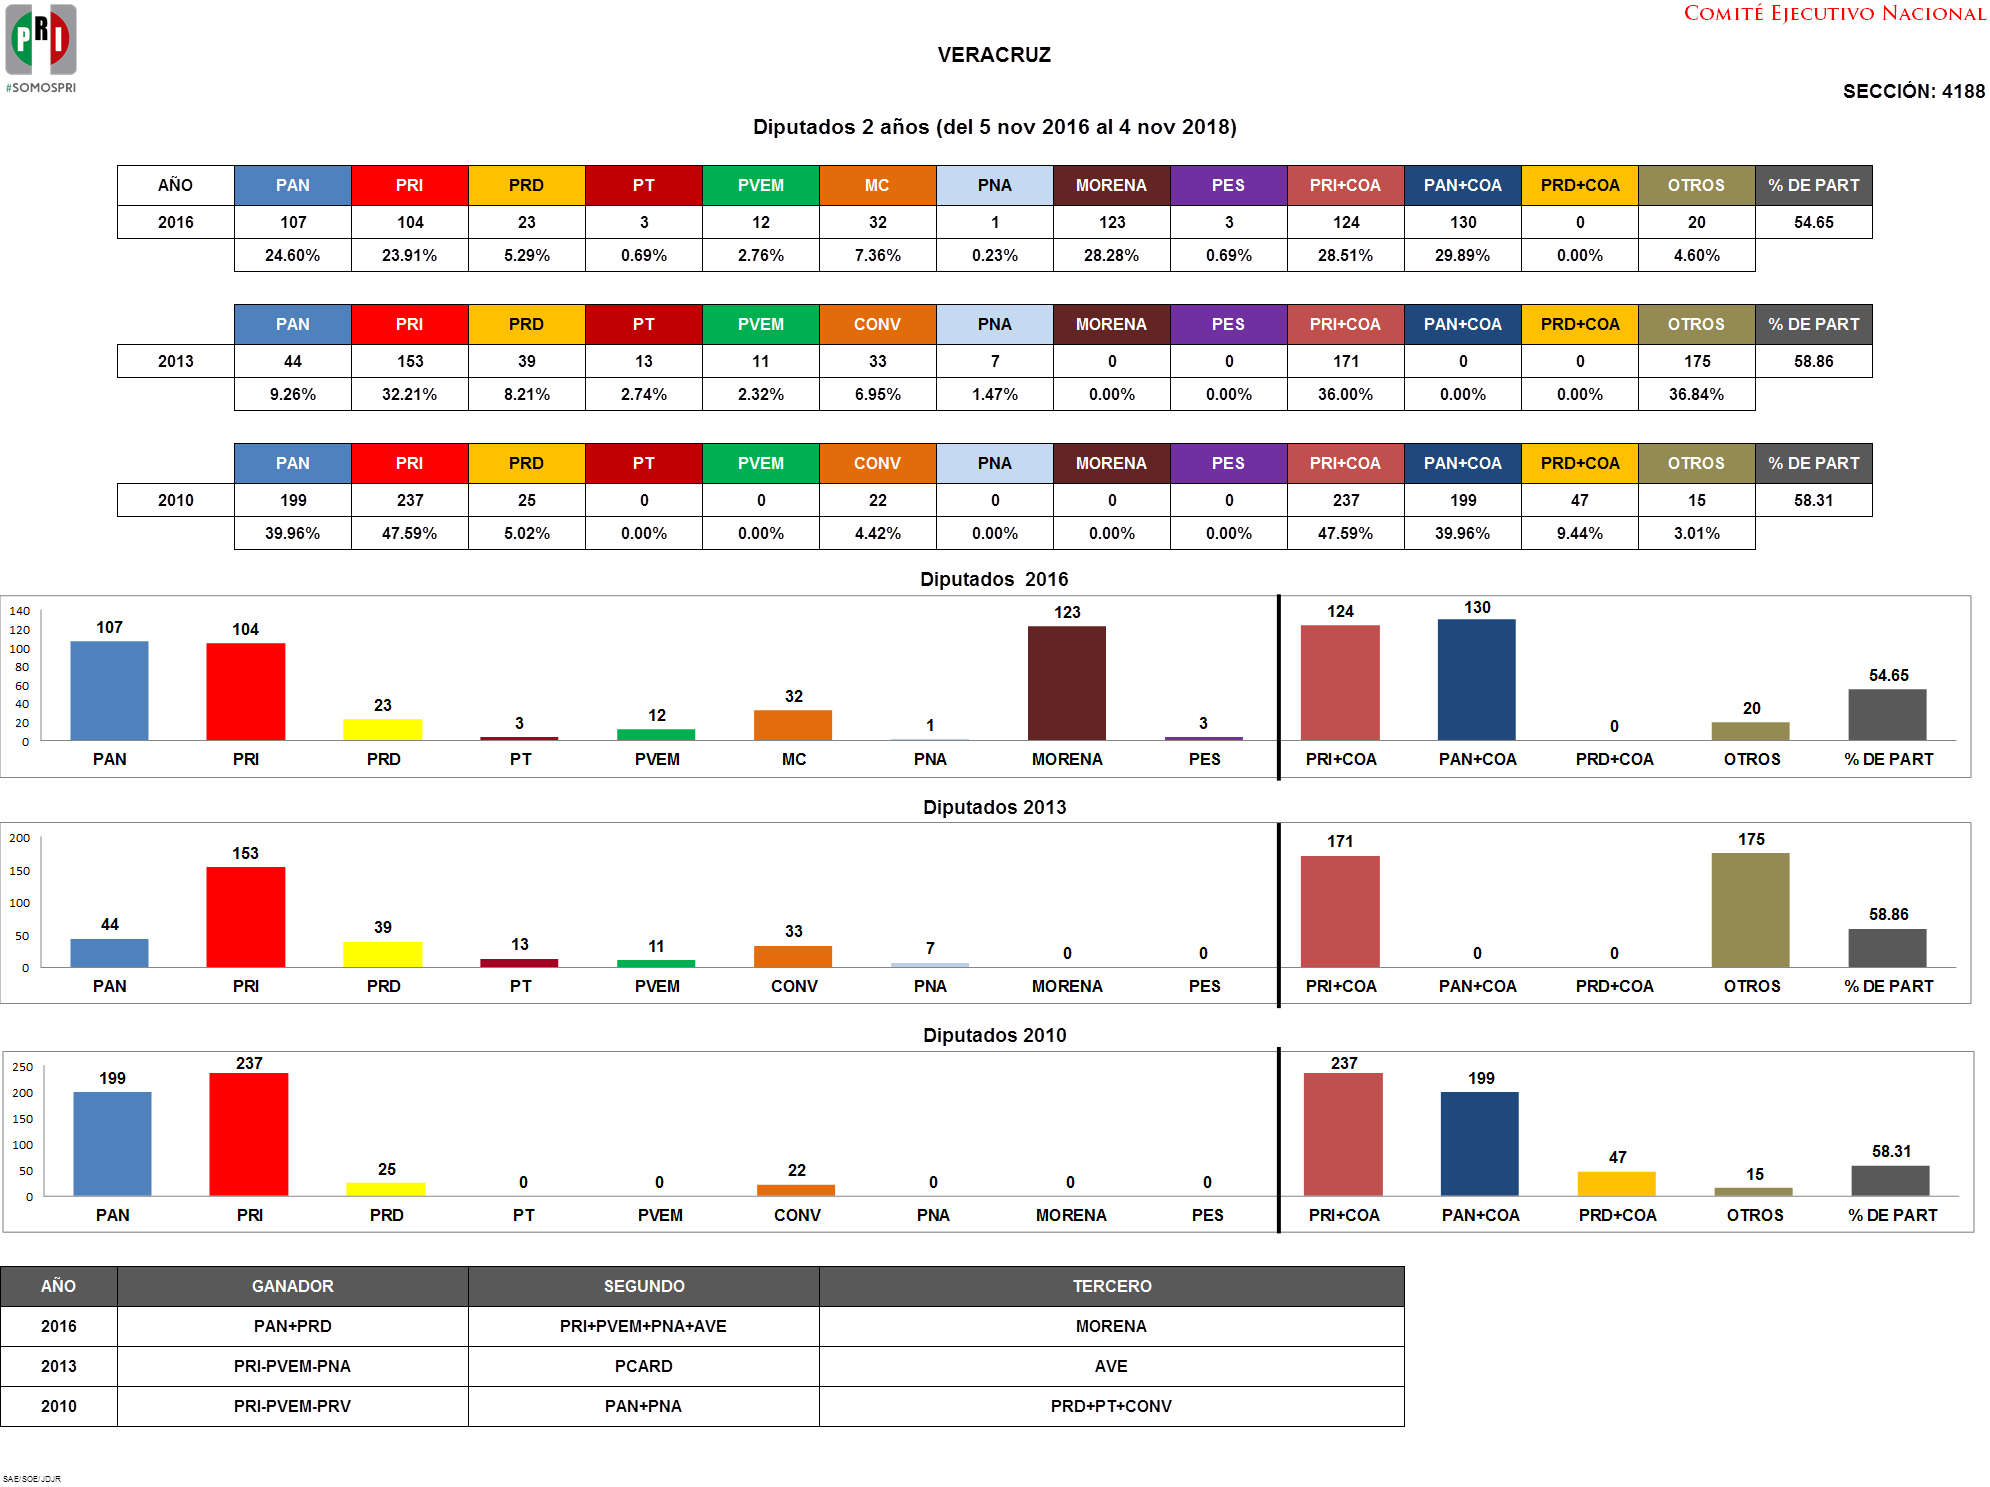 COMITÉ EJECUTIVO NACIONAL
PRI
#SOMOSPRI
VERACRUZ
SECCIÓN: 4188
Diputados 2 años (del 5 nov 2016 al 4 nov 2018)
AÑO PAN PRI PRD PT PVEM MC PNA MORENA PES PRI+COA PAN+COA PRD+COA OTROS % DE PART
2016 107 104 23 3 12 32 1 123 3 124 130 0 20 54.65
24.60% 23.91% 5.29% 0.69% 2.76% 7.36% 0.23% 28.28% 0.69% 28.51% 29.89% 0.00% 4.60%
PAN PRI PRD PT PVEM CONV PNA MORENA PES PRI+COA PAN+COA PRD+COA OTROS % DE PART
2013 44 153 39 13 11 33 7 0 0 171 0 0 175 58.86
9.26% 32.21% 8.21% 2.74% 2.32% 6.95% 1.47% 0.00% 0.00% 36.00% 0.00% 0.00% 36.84%
PAN PRI PRD PT PVEM CONV PNA MORENA PES PRI+COA PAN+COA PRD+COA OTROS % DE PART
2010 199 237 25 0 0 22 0 0 0 237 199 47 15 58.31
39.96% 47.59% 5.02% 0.00% 0.00% 4.42% 0.00% 0.00% 0.00% 47.59% 39.96% 9.44% 3.01%
Diputados 2016
140
120
100
80
60
40
20
0
107 104 23 3 12 32 1 123 3 124 130 0 20 54.65
PAN PRI PRD PT PVEM MC PNA MORENA PES PRI+COA PAN+COA PRD+COA OTROS % DE PART
Diputados 2013
200
150
100
50
0
44 153 39 13 11 33 7 0 0 171 0 0 175 58.86
PAN PRI PRD PT PVEM CONV PNA MORENA PES PRI+COA PAN+COA PRD+COA OTROS % DE PART
Diputados 2010
250
200
150
100
50
0
199 237 25 0 0 22 0 0 0 237 199 47 15 58.31
PAN PRI PRD PT PVEM CONV PNA MORENA PES PRI+COA PAN+COA PRD+COA OTROS % DE PART
AÑO GANADOR SEGUNDO TERCERO
2016 PAN+PRD PRI+PVEM+PNA+AVE MORENA
2013 PRI-PVEM-PNA PCARD AVE
2010 PRI-PVEM-PRV PAN+PNA PRD+PT+CONV
SAE/SOE/JDJR